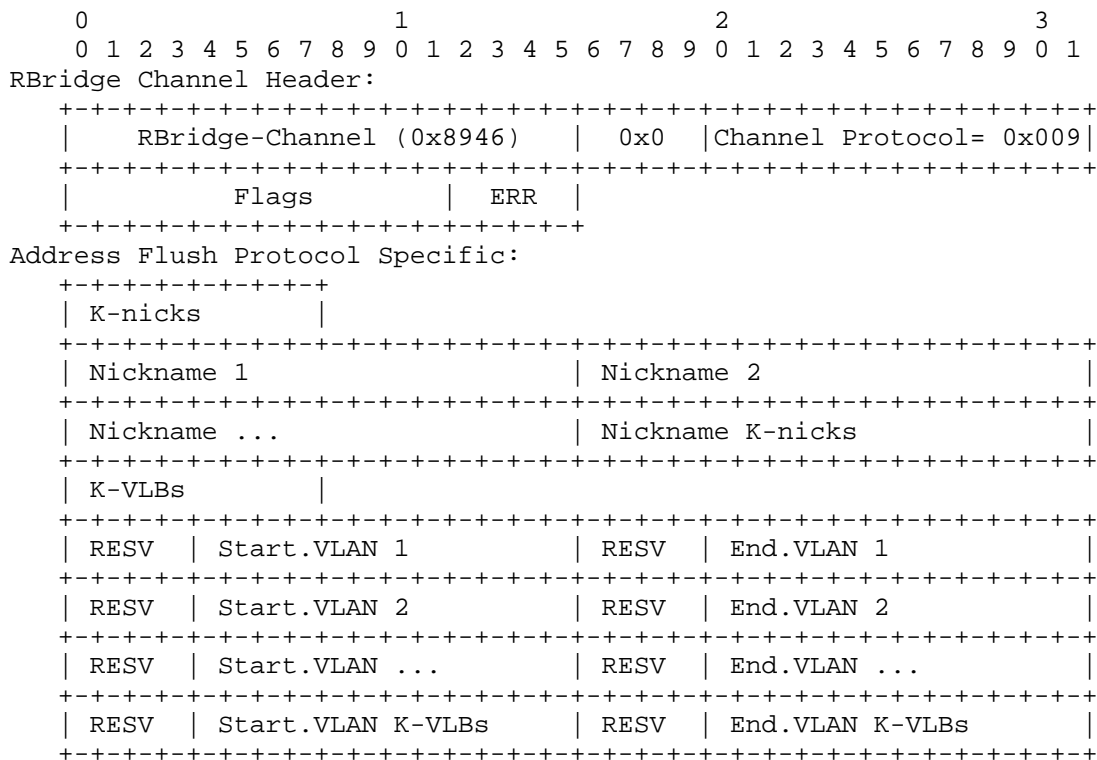 0                   1                   2                   3
    0 1 2 3 4 5 6 7 8 9 0 1 2 3 4 5 6 7 8 9 0 1 2 3 4 5 6 7 8 9 0 1
RBridge Channel Header:
   +-+-+-+-+-+-+-+-+-+-+-+-+-+-+-+-+-+-+-+-+-+-+-+-+-+-+-+-+-+-+-+-+
   |    RBridge-Channel (0x8946)   |  0x0  |Channel Protocol= 0x009|
   +-+-+-+-+-+-+-+-+-+-+-+-+-+-+-+-+-+-+-+-+-+-+-+-+-+-+-+-+-+-+-+-+
   |          Flags        |  ERR  |
   +-+-+-+-+-+-+-+-+-+-+-+-+-+-+-+-+
Address Flush Protocol Specific:
   +-+-+-+-+-+-+-+-+
   | K-nicks       |
   +-+-+-+-+-+-+-+-+-+-+-+-+-+-+-+-+-+-+-+-+-+-+-+-+-+-+-+-+-+-+-+-+
   | Nickname 1                    | Nickname 2                    |
   +-+-+-+-+-+-+-+-+-+-+-+-+-+-+-+-+-+-+-+-+-+-+-+-+-+-+-+-+-+-+-+-+
   | Nickname ...                  | Nickname K-nicks              |
   +-+-+-+-+-+-+-+-+-+-+-+-+-+-+-+-+-+-+-+-+-+-+-+-+-+-+-+-+-+-+-+-+
   | K-VLBs        |
   +-+-+-+-+-+-+-+-+-+-+-+-+-+-+-+-+-+-+-+-+-+-+-+-+-+-+-+-+-+-+-+-+
   | RESV  | Start.VLAN 1          | RESV  | End.VLAN 1            |
   +-+-+-+-+-+-+-+-+-+-+-+-+-+-+-+-+-+-+-+-+-+-+-+-+-+-+-+-+-+-+-+-+
   | RESV  | Start.VLAN 2          | RESV  | End.VLAN 2            |
   +-+-+-+-+-+-+-+-+-+-+-+-+-+-+-+-+-+-+-+-+-+-+-+-+-+-+-+-+-+-+-+-+
   | RESV  | Start.VLAN ...        | RESV  | End.VLAN ...          |
   +-+-+-+-+-+-+-+-+-+-+-+-+-+-+-+-+-+-+-+-+-+-+-+-+-+-+-+-+-+-+-+-+
   | RESV  | Start.VLAN K-VLBs     | RESV  | End.VLAN K-VLBs       |
   +-+-+-+-+-+-+-+-+-+-+-+-+-+-+-+-+-+-+-+-+-+-+-+-+-+-+-+-+-+-+-+-+